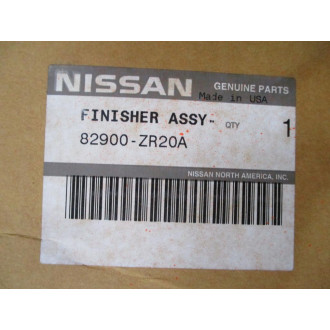 NISSAN
GENUINE PARTS
Made in USA
FINISHER ASSY- QTY 1
82900-ZR20A
NISSAN NORTH AMERICA, INC.